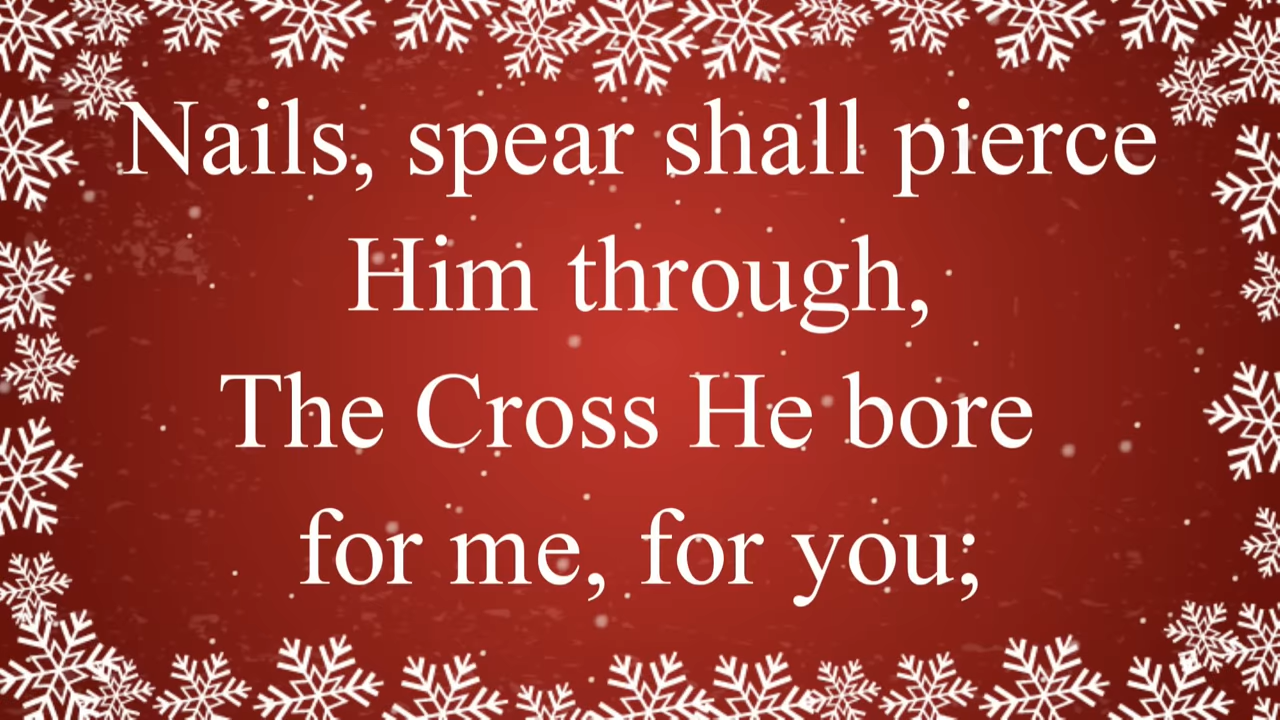 Nails, spear shall pierce
Him through,
The Cross He bore
for me, for you;